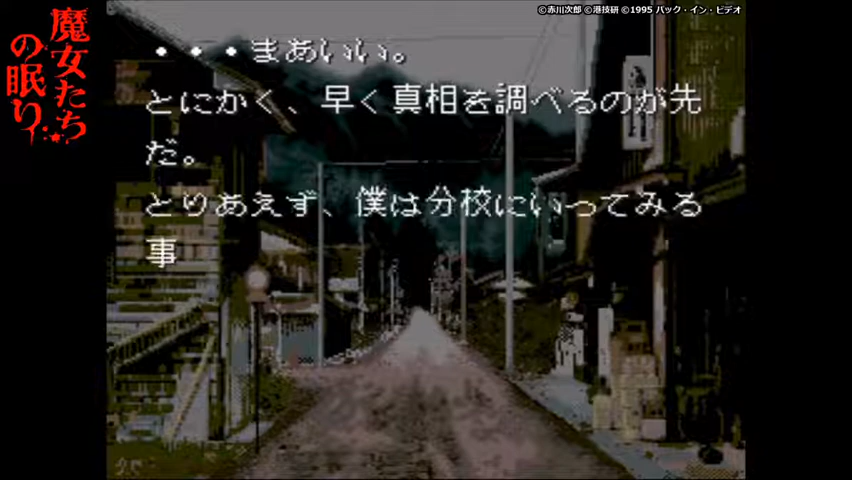 ©赤川次郎 ©港技研 ©1995 パック・イン・ビデオ
魔女たち
の眠り
・・・まあいい。
とにかく、早く真相を調べるのが先
だ。
とりあえず、僕は分校にいってみる
事